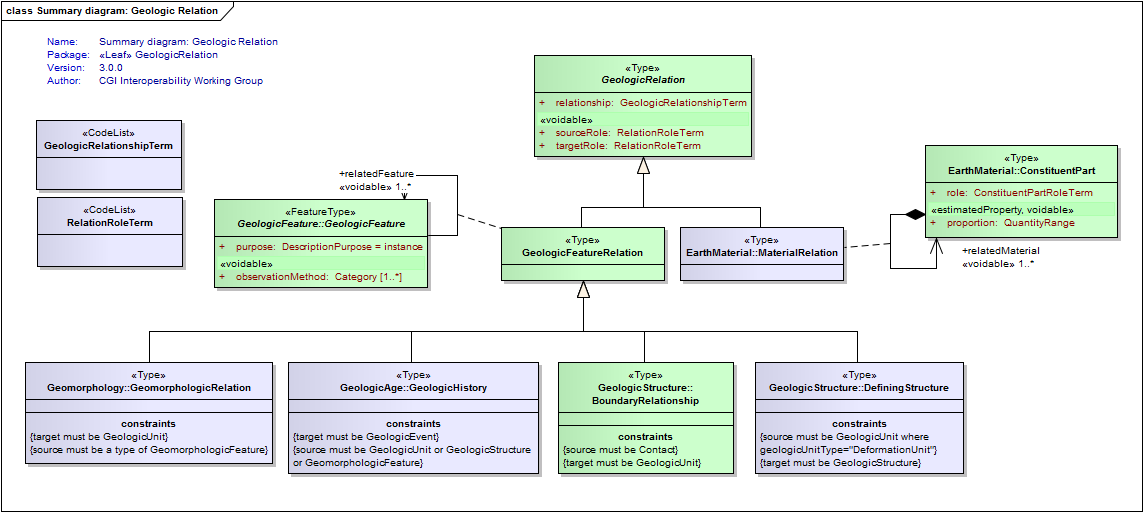 class Summary diagram: Geologic Relation
Name: Summary diagram: Geologic Relation
Package: «Leaf» GeologicRelation
Version: 3.0.0
Author: CGI Interoperability Working Group
«CodeList»
GeologicRelationshipTerm
«CodeList»
RelationRoleTerm
«Type»
GeologicRelation
+ relationship: GeologicRelationshipTerm
«voidable»
+ sourceRole: RelationRoleTerm
+ targetRole: RelationRoleTerm
+relatedFeature
«voidable» 1..*
«FeatureType»
GeologicFeature::GeologicFeature
+ purpose: DescriptionPurpose = instance
«voidable»
+ observationMethod: Category [1..*]
«Type»
GeologicFeatureRelation
«Type»
EarthMaterial::MaterialRelation
«Type»
EarthMaterial::ConstituentPart
+ role: ConstituentPartRoleTerm
«estimatedProperty, voidable»
+ proportion: QuantityRange
+relatedMaterial
«voidable» 1..*
«Type»
Geomorphology::GeomorphologicRelation
constraints
{target must be GeologicUnit}
{source must be a type of GeomorphologicFeature}
«Type»
GeologicAge::GeologicHistory
constraints
{target must be GeologicEvent}
{source must be GeologicUnit or GeologicStructure
or GeomorphologicFeature}
«Type»
GeologicStructure::
BoundaryRelationship
constraints
{source must be Contact}
{target must be GeologicUnit}
«Type»
GeologicStructure::DefiningStructure
constraints
{source must be GeologicUnit where
geologicUnitType="DeformationUnit"}
{target must be GeologicStructure}